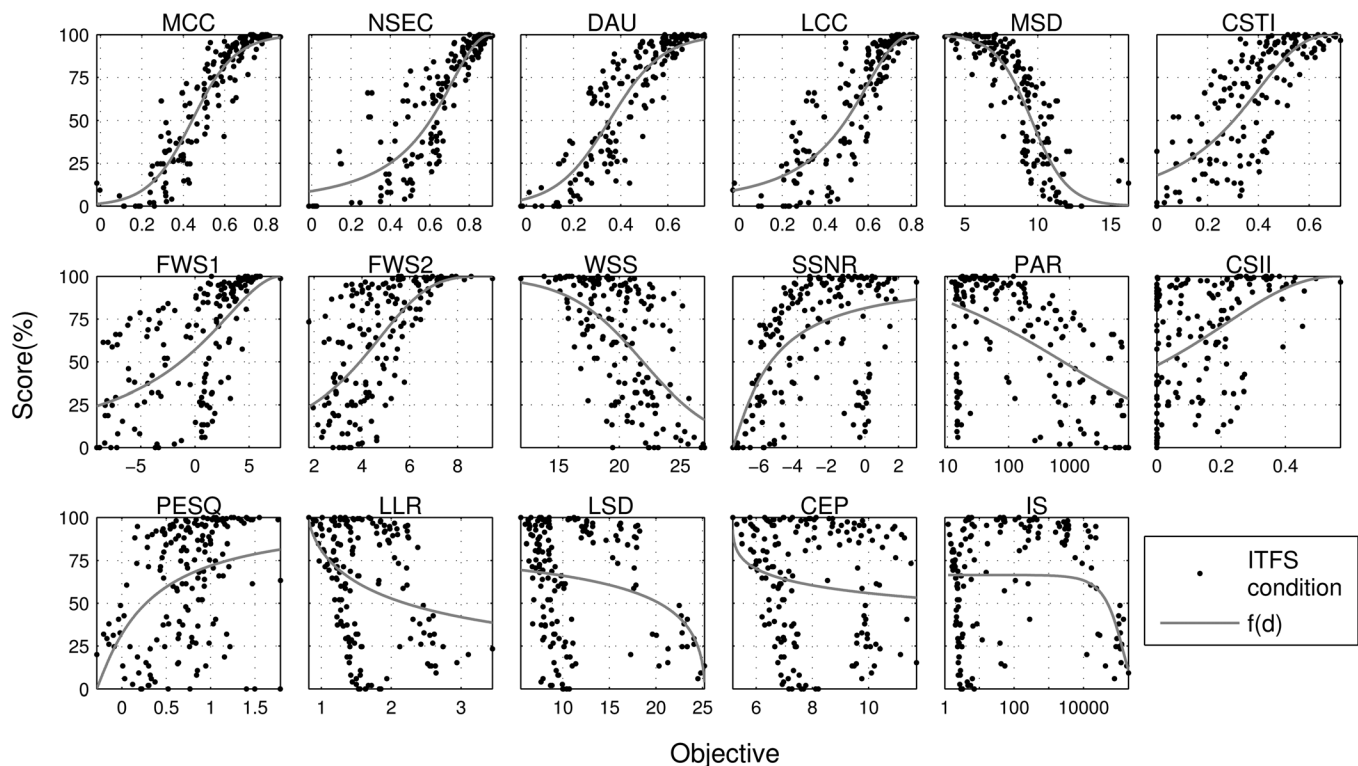 MCC NSEC DAU LCC MSD CSTI
100
75
50
25
0
0 0.2 0.4 0.6 0.8
0 0.2 0.4 0.6 0.8
0 0.2 0.4 0.6
0 0.2 0.4 0.6 0.8
5 10 15
0 0.2 0.4 0.6
FWS1 FWS2 WSS SSNR PAR CSII
Score(%)
100
75
50
25
0
−5 0 5
2 4 6 8
15 20 25
−6 −4 −2 0 2
10 100 1000
0 0.2 0.4
PESQ LLR LSD CEP IS
100
75
50
25
0
0 0.5 1 1.5
1 2 3
10 15 20 25
6 8 10
1 100 10000
ITFS
condition
f(d)
Objective